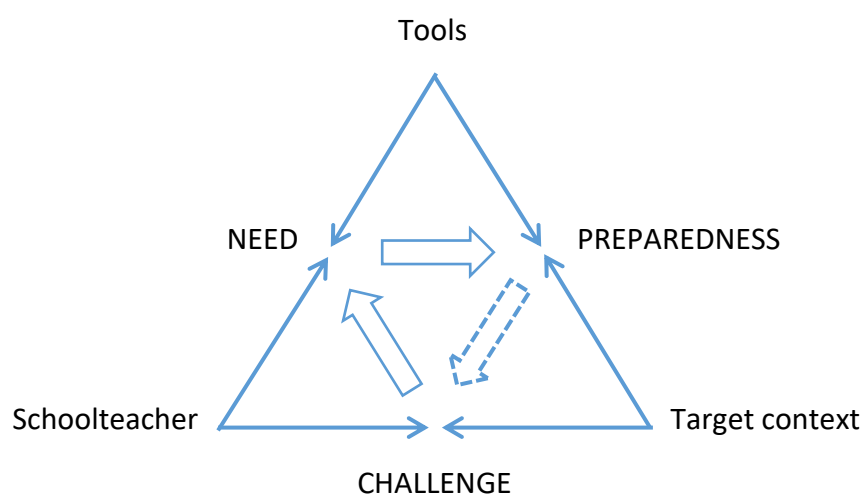 Tools
NEED
PREPAREDNESS
Schoolteacher
Target context
CHALLENGE